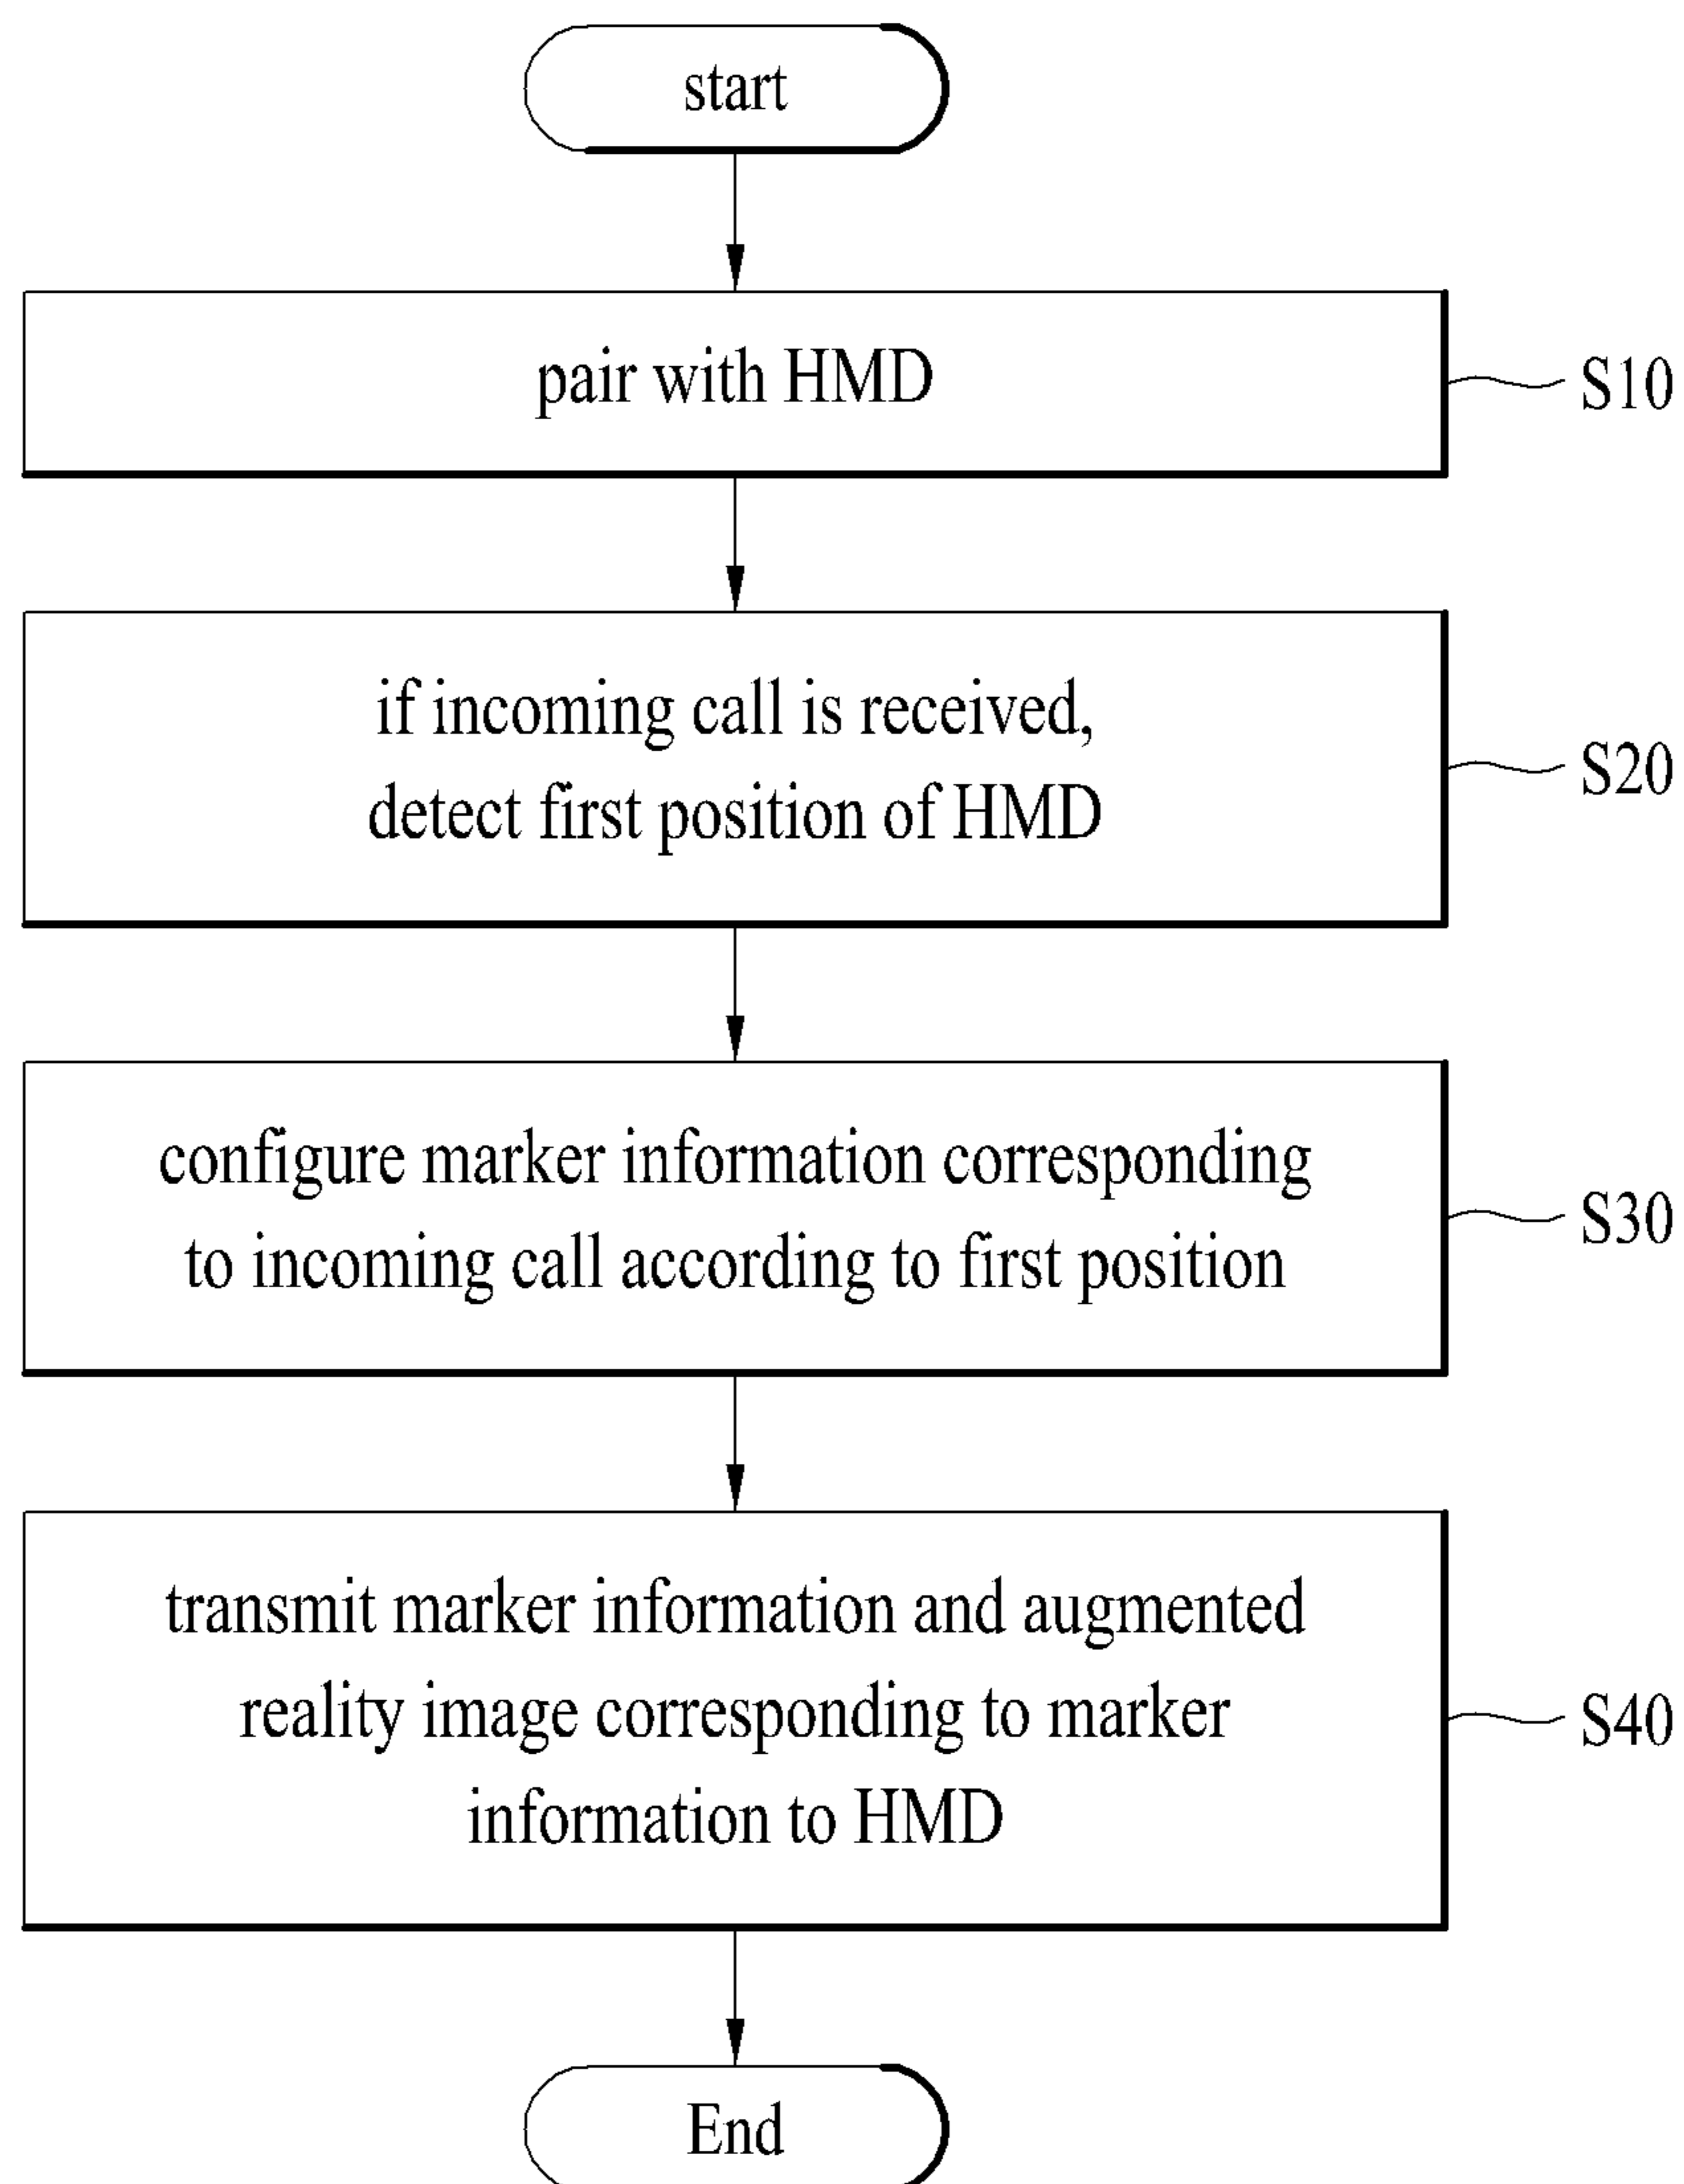 start
pair with HMD
S10
if incoming call is received,
detect first position of HMD
S20
configure marker information corresponding
to incoming call according to first position
S30
transmit marker information and augmented
reality image corresponding to marker
information to HMD
S40
End